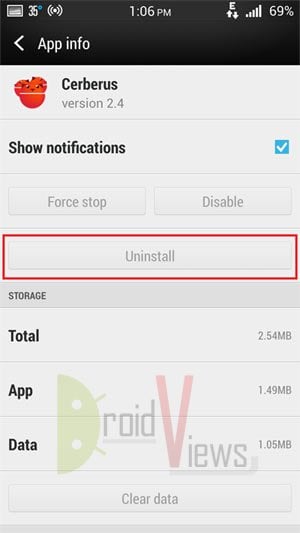 35° 1:06 PM E 69%
App info
Cerberus
version 2.4
Show notifications
Force stop Disable
Uninstall
STORAGE
Total 2.54MB
App 1.49MB
Data 1.05MB
DroidViews
Clear data